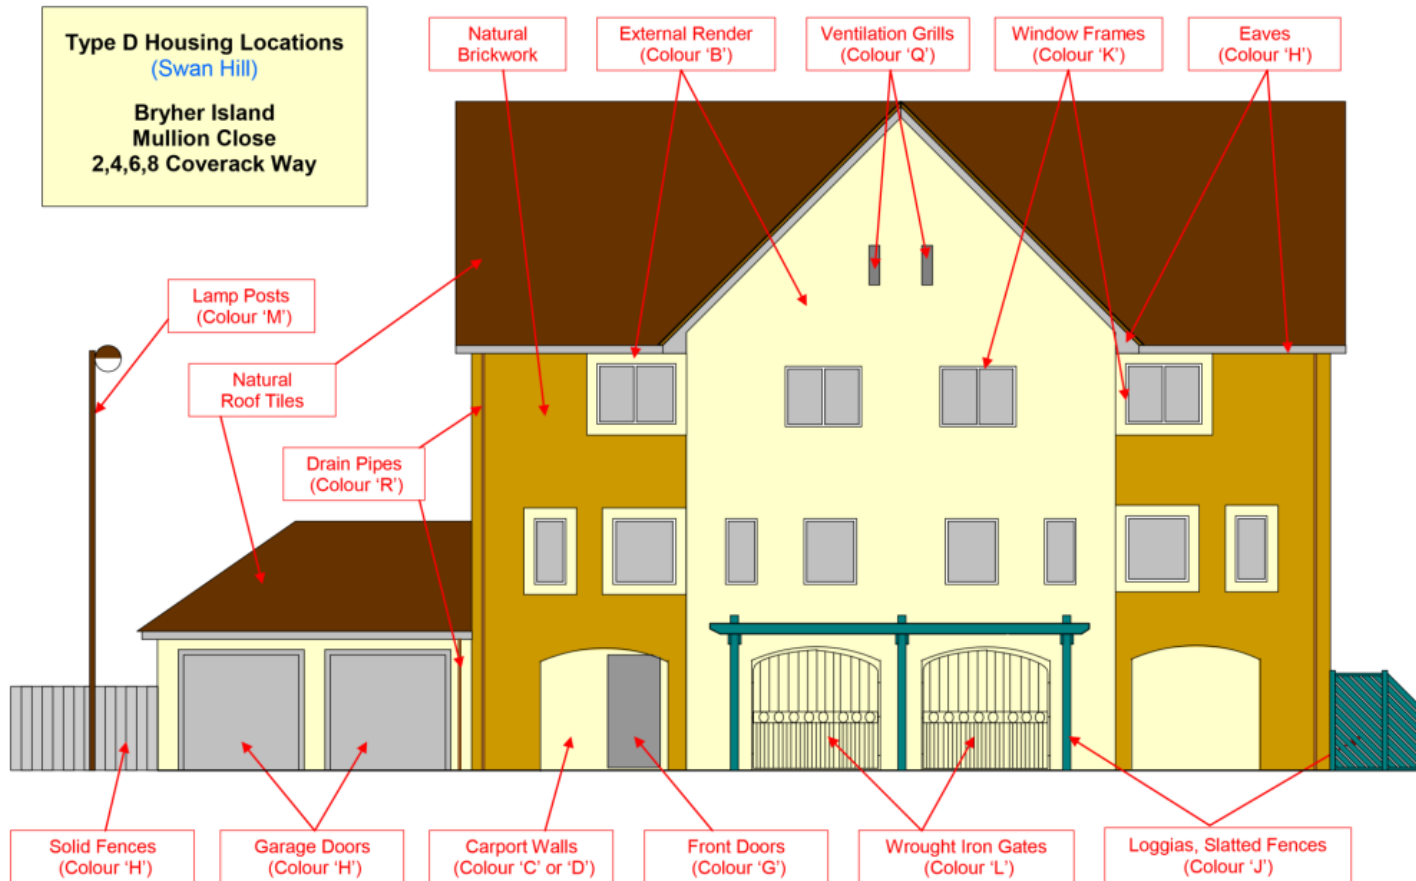 Type D Housing Locations
(Swan Hill)
Bryher Island
Mullion Close
2,4,6,8 Coverack Way
Natural
Brickwork
External Render
(Colour ‘B’)
Ventilation Grills
(Colour ‘Q’)
Window Frames
(Colour ‘K’)
Eaves
(Colour ‘H’)
Lamp Posts
(Colour ‘M’)
Natural
Roof Tiles
Drain Pipes
(Colour ‘R’)
Solid Fences
(Colour ‘H’)
Garage Doors
(Colour ‘H’)
Carport Walls
(Colour ‘C’ or ‘D’)
Front Doors
(Colour ‘G’)
Wrought Iron Gates
(Colour ‘L’)
Loggias, Slatted Fences
(Colour ‘J’)